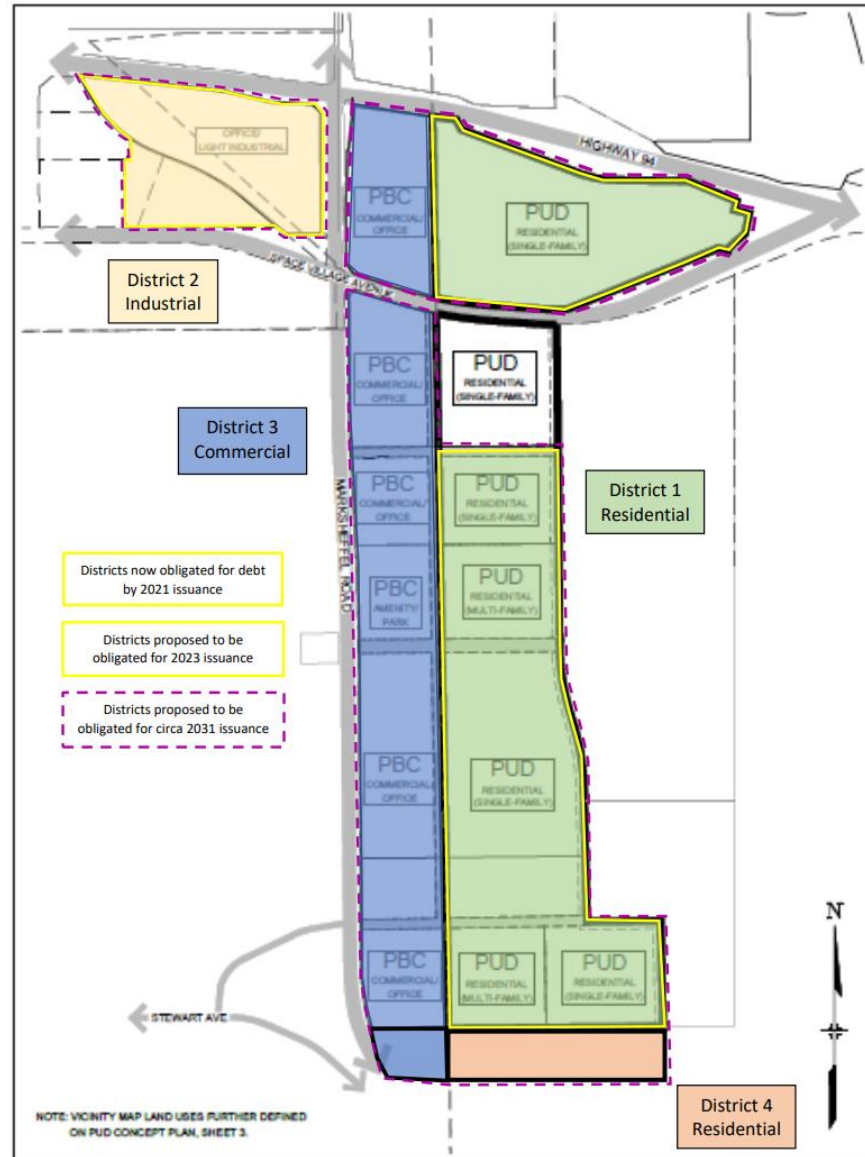 HIGHWAY 94
OFFICE/
LIGHT INDUSTRIAL
PBC
COMMERCIAL/
OFFICE
PUD
RESIDENTIAL
(SINGLE-FAMILY)
SPACE VILLAGE AVENUE
District 2
Industrial
PBC
COMMERCIAL/
OFFICE
PUD
RESIDENTIAL
(SINGLE-FAMILY)
District 3
Commercial
PBC
COMMERCIAL/
OFFICE
PUD
RESIDENTIAL
(SINGLE-FAMILY)
District 1
Residential
MARKSHEFFEL ROAD
Districts now obligated for debt
by 2021 issuance
PBC
AMENITY/
PARK
PUD
RESIDENTIAL
(MULTI-FAMILY)
Districts proposed to be
obligated for 2023 issuance
Districts proposed to be
obligated for circa 2031 issuance
PBC
COMMERCIAL/
OFFICE
PUD
RESIDENTIAL
(SINGLE-FAMILY)
N
PBC
COMMERCIAL/
OFFICE
PUD
RESIDENTIAL
(MULTI-FAMILY)
PUD
RESIDENTIAL
(SINGLE-FAMILY)
STEWART AVE
NOTE: VICINITY MAP LAND USES FURTHER DEFINED
ON PUD CONCEPT PLAN, SHEET 3.
District 4
Residential